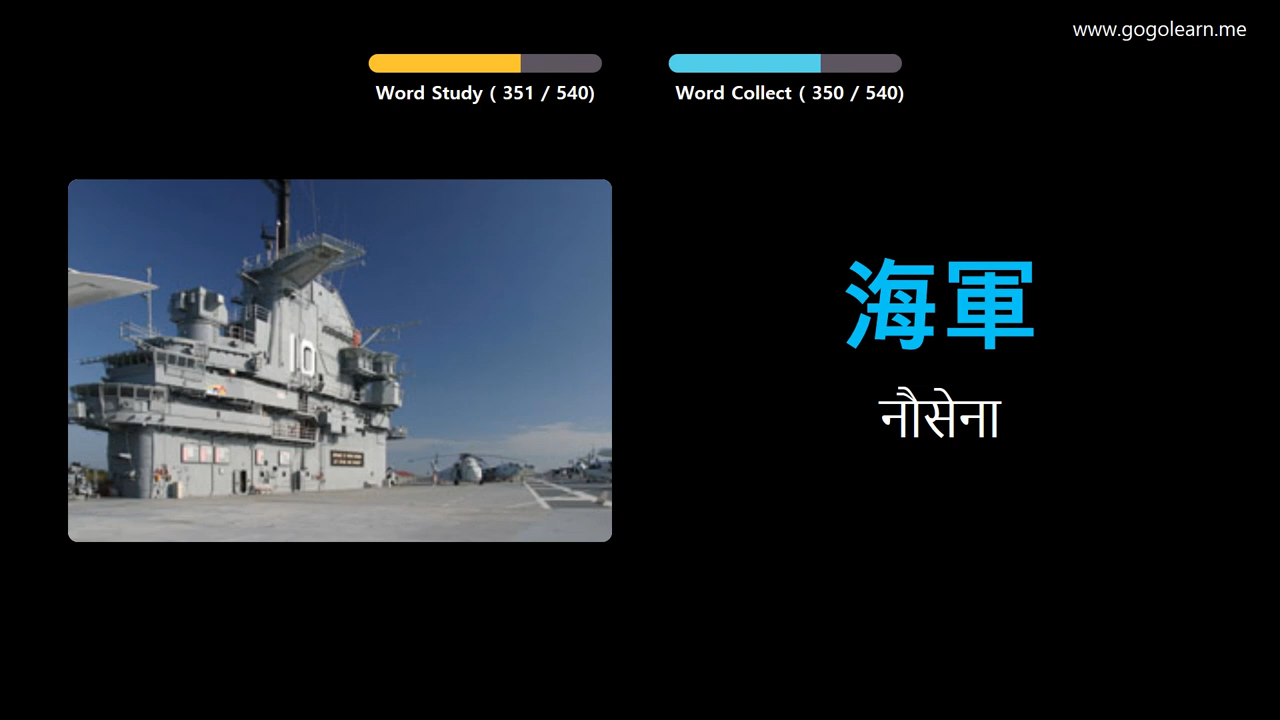 www.gogolearn.me
Word Study ( 351 / 540)
Word Collect ( 350 / 540)
10
海軍
नौसेना